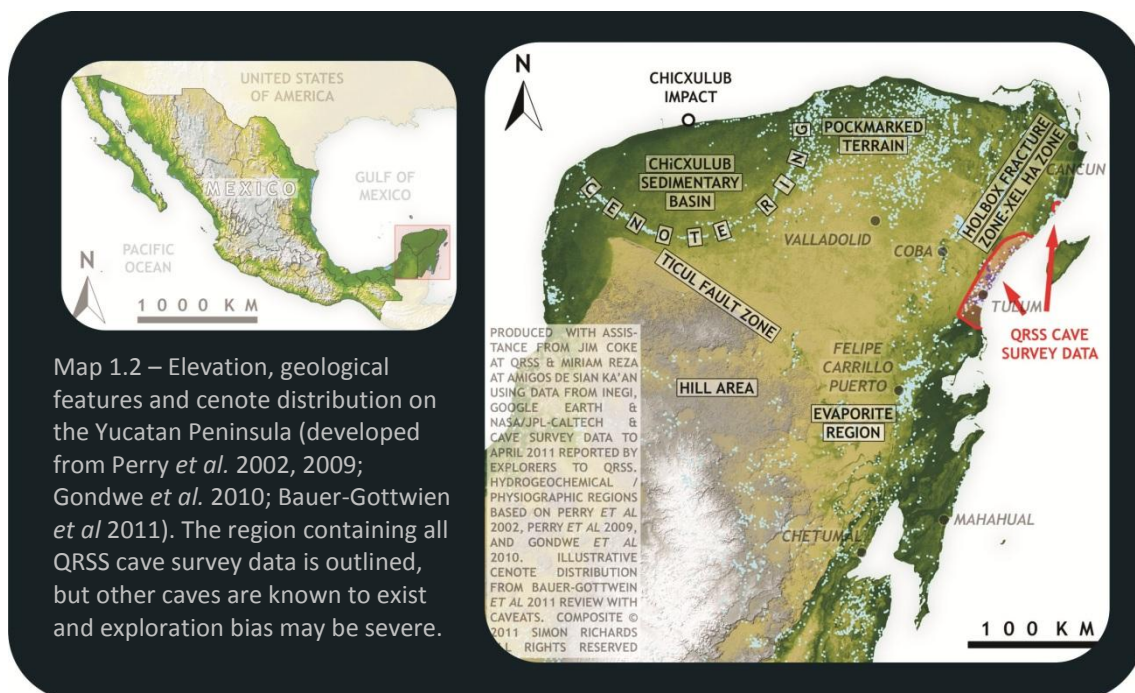 UNITED STATES
OF AMERICA
GULF OF
MEXICO
MEXICO
PACIFIC
OCEAN
N
1000 KM
Map 1.2 – Elevation, geological
features and cenote distribution on
the Yucatan Peninsula (developed
from Perry et al. 2002, 2009;
Gondwe et al. 2010; Bauer-Gottwien
et al 2011). The region containing all
QRSS cave survey data is outlined,
but other caves are known to exist
and exploration bias may be severe.
N
CHICXULUB
IMPACT
POCKMARKED
TERRAIN
CHiCXULUB
SEDIMENTARY
BASIN
CENOTE RING
HOLBOX FRACTURE
ZONE-XEL HA ZONE
CANCUN
VALLADOLID
COBA
TICUL FAULT ZONE
TULUM
QRSS CAVE
SURVEY DATA
PRODUCED WITH ASSIS-
TANCE FROM JIM COKE
AT QRSS & MIRIAM REZA
AT AMIGOS DE SIAN KA'AN
USING DATA FROM INEGI,
GOOGLE EARTH &
NASA/JPL-CALTECH &
CAVE SURVEY DATA TO
APRIL 2011 REPORTED BY
EXPLORERS TO QRSS.
HYDROGEOCHEMICAL /
PHYSIOGRAPHIC REGIONS
BASED ON PERRY ET AL
2002, PERRY ET AL 2009,
AND GONDWE ET AL
2010. ILLUSTRATIVE
CENOTE DISTRIBUTION
FROM BAUER-GOTTWEIN
ET AL 2011 REVIEW WITH
CAVEATS. COMPOSITE ©
2011 SIMON RICHARDS
ALL RIGHTS RESERVED
HILL AREA
FELIPE
CARRILLO
PUERTO
EVAPORITE
REGION
MAHAHUAL
CHETUMAL
100 KM